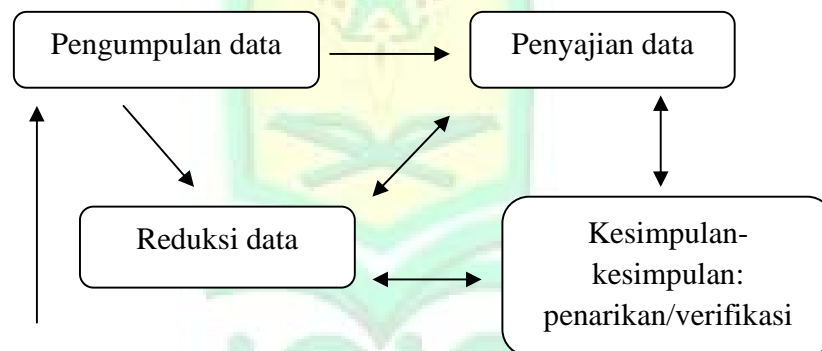 Pengumpulan data
Penyajian data
Reduksi data
Kesimpulan-
kesimpulan:
penarikan/verifikasi